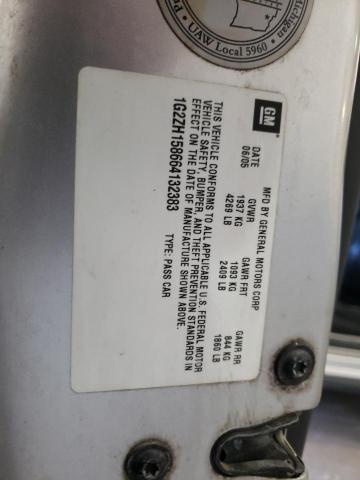 Michigan
UAW Local 5960
GM
MFD BY GENERAL MOTORS CORP
DATE GVWR GAWR FRT GAWR RR
06/05 1937 KG 1093 KG 844 KG
4269 LB 2409 LB 1860 LB
THIS VEHICLE CONFORMS TO ALL APPLICABLE U.S. FEDERAL MOTOR
VEHICLE SAFETY, BUMPER, AND THEFT PREVENTION STANDARDS IN
EFFECT ON THE DATE OF MANUFACTURE SHOWN ABOVE.
1G2ZH158664132383 TYPE: PASS CAR